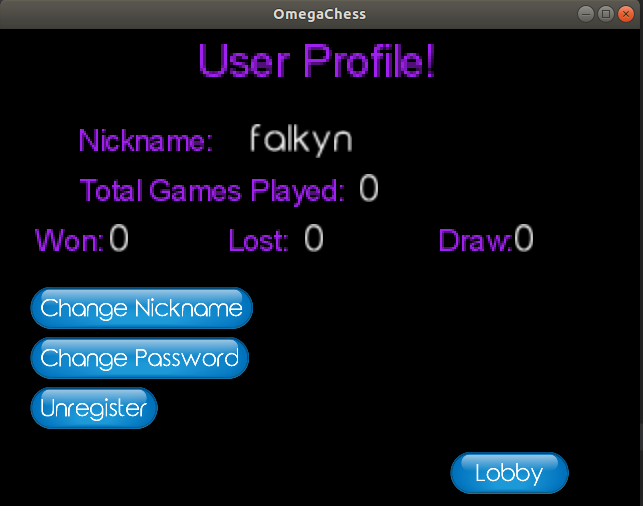 OmegaChess
User Profile!
Nickname: falkyn
Total Games Played: 0
Won: 0 Lost: 0 Draw: 0
Change Nickname
Change Password
Unregister
Lobby